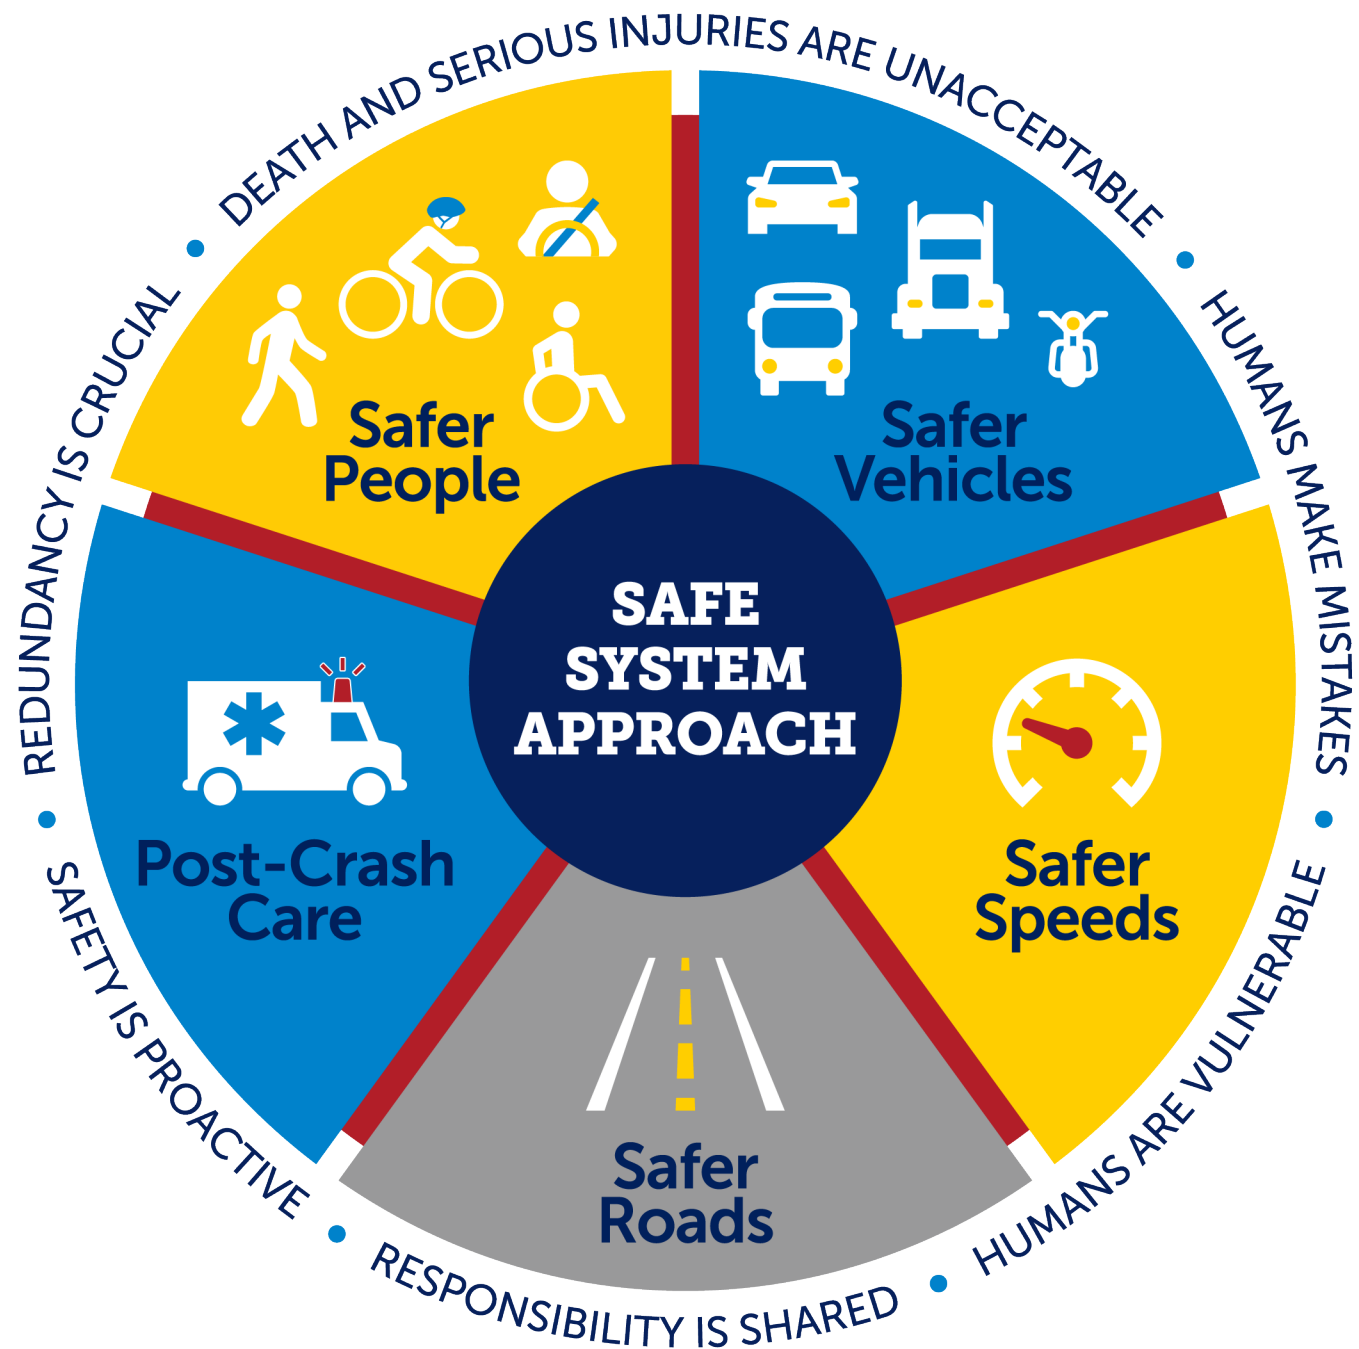 DEATH AND SERIOUS INJURIES ARE UNACCEPTABLE
HUMANS MAKE MISTAKES
HUMANS ARE VULNERABLE
RESPONSIBILITY IS SHARED
SAFETY IS PROACTIVE
REDUNDANCY IS CRUCIAL
Safer
People
Safer
Vehicles
SAFE
SYSTEM
APPROACH
Post-Crash
Care
Safer
Speeds
Safer
Roads